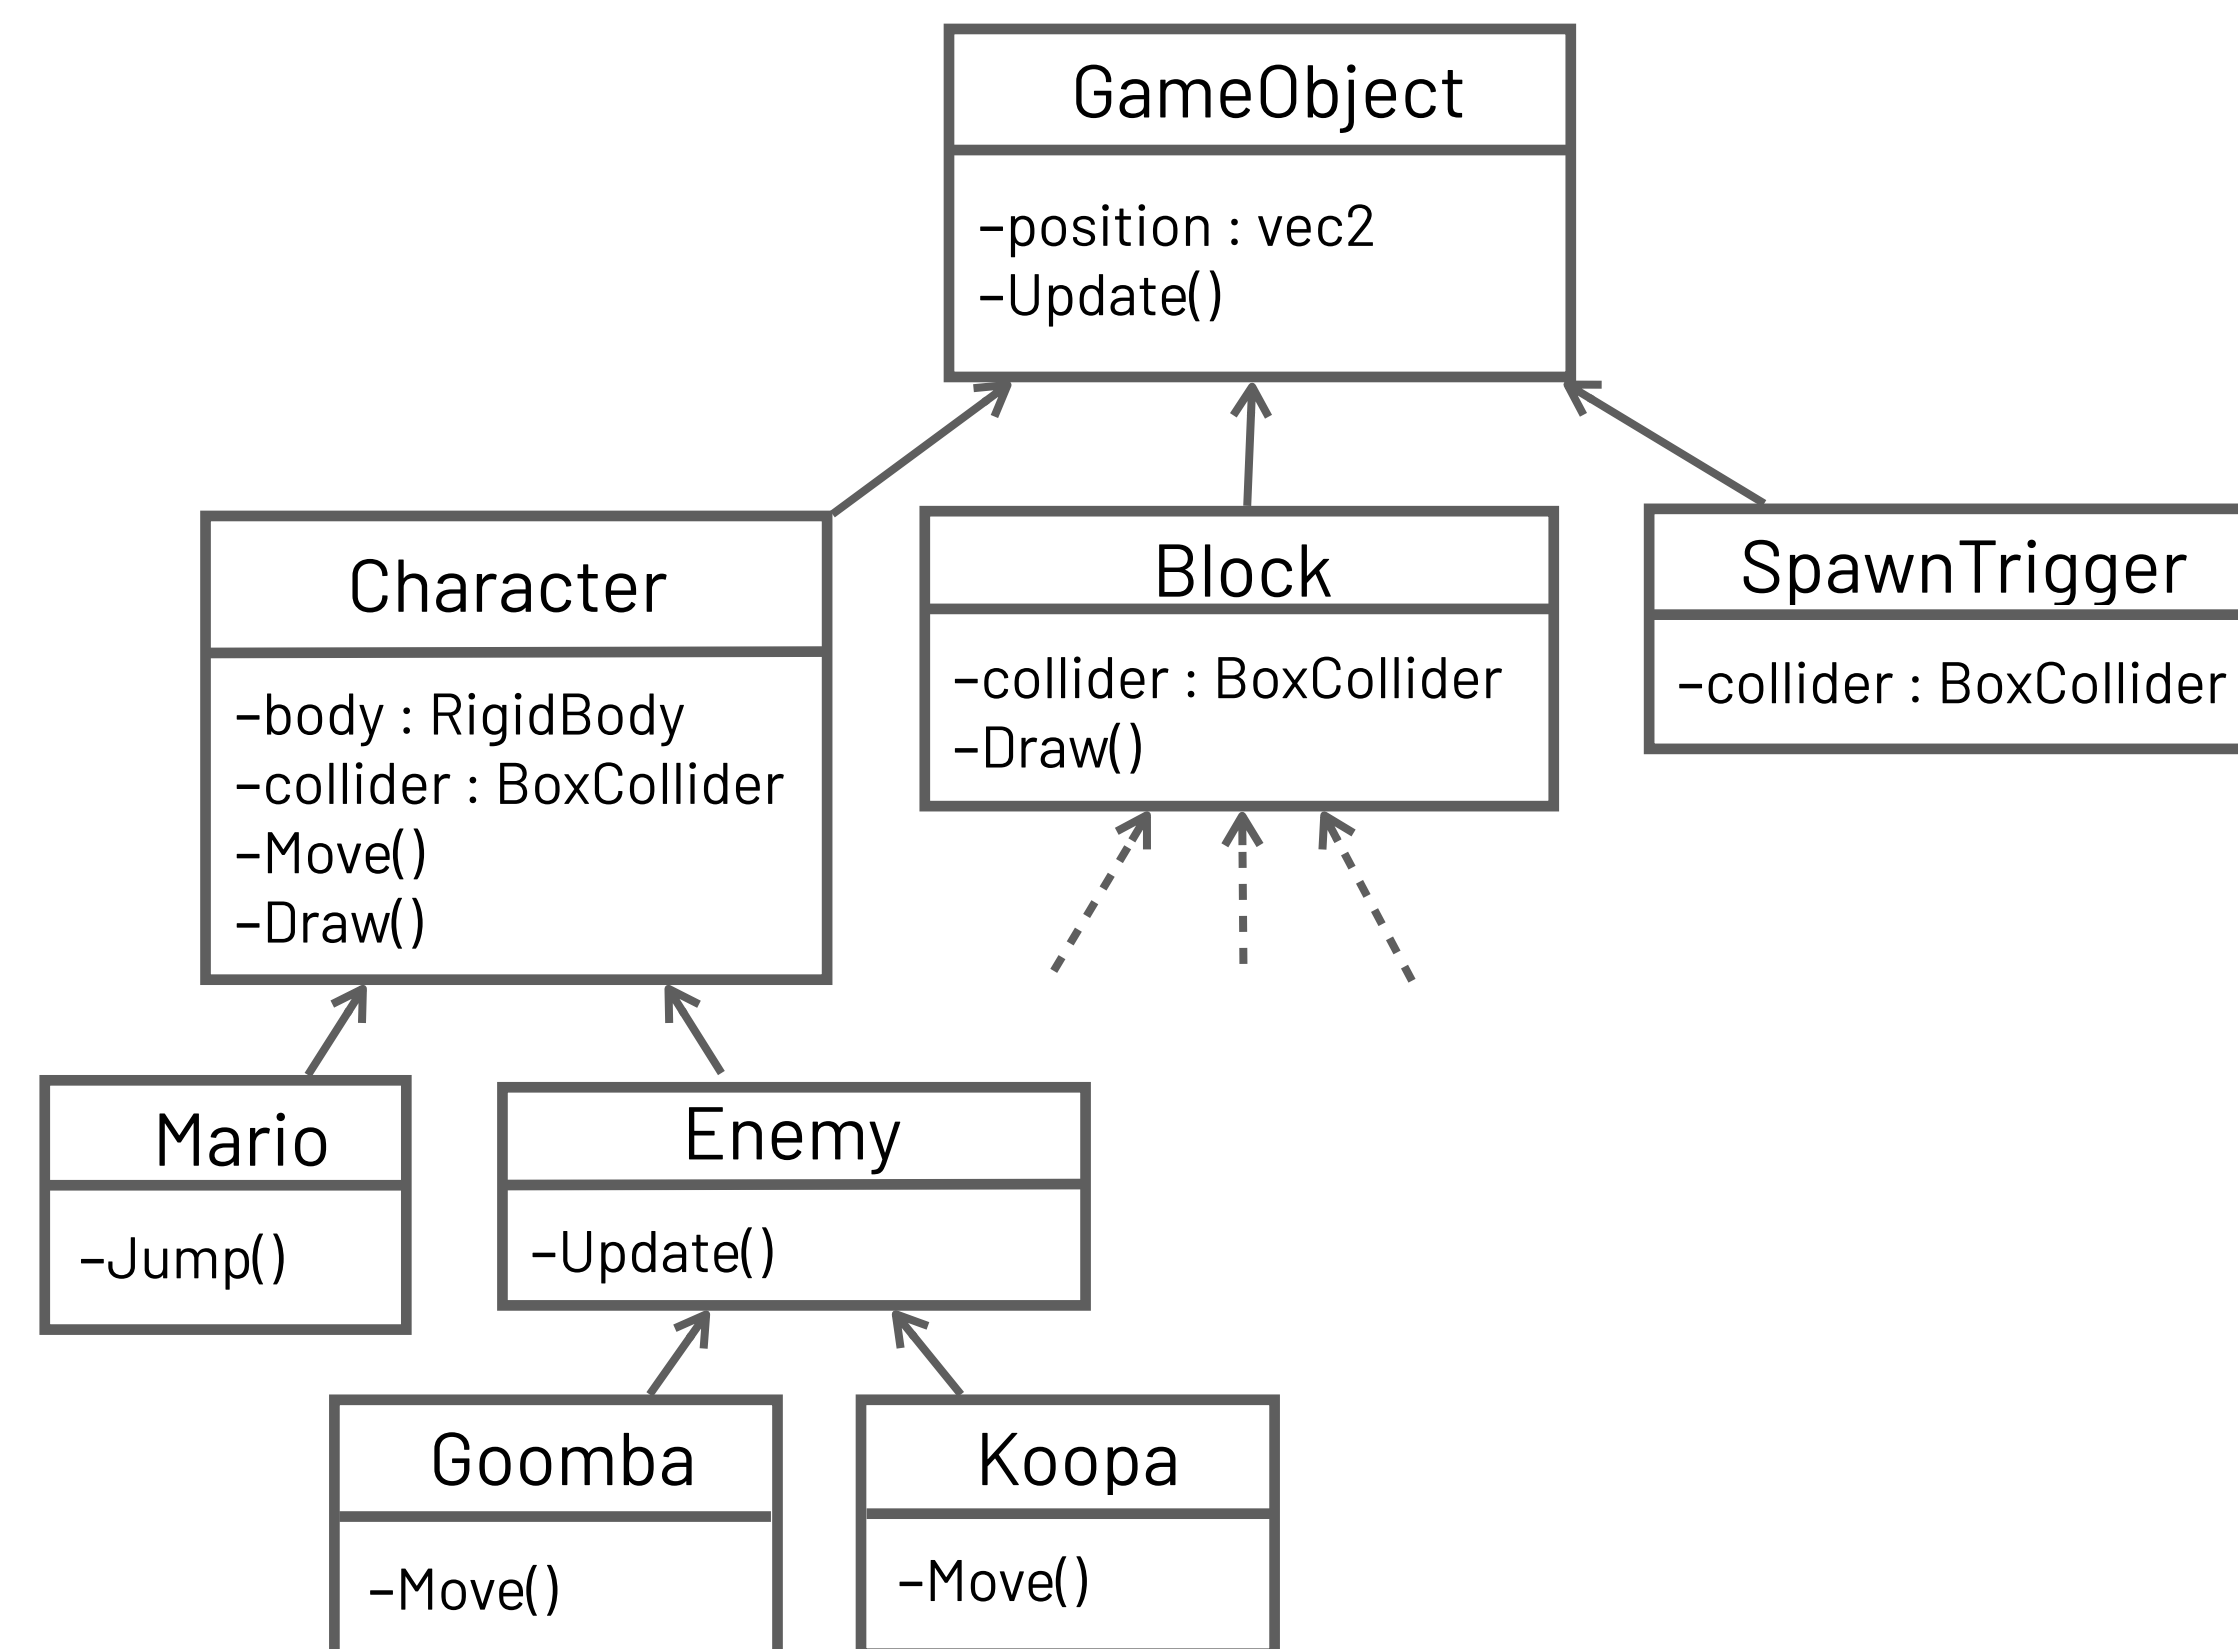 GameObject
-position : vec2
-Update()
Character
-body : RigidBody
-collider : BoxCollider
-Move()
-Draw()
Block
-collider : BoxCollider
-Draw()
SpawnTrigger
-collider : BoxCollider
Mario
-Jump()
Enemy
-Update()
Goomba
-Move()
Koopa
-Move()